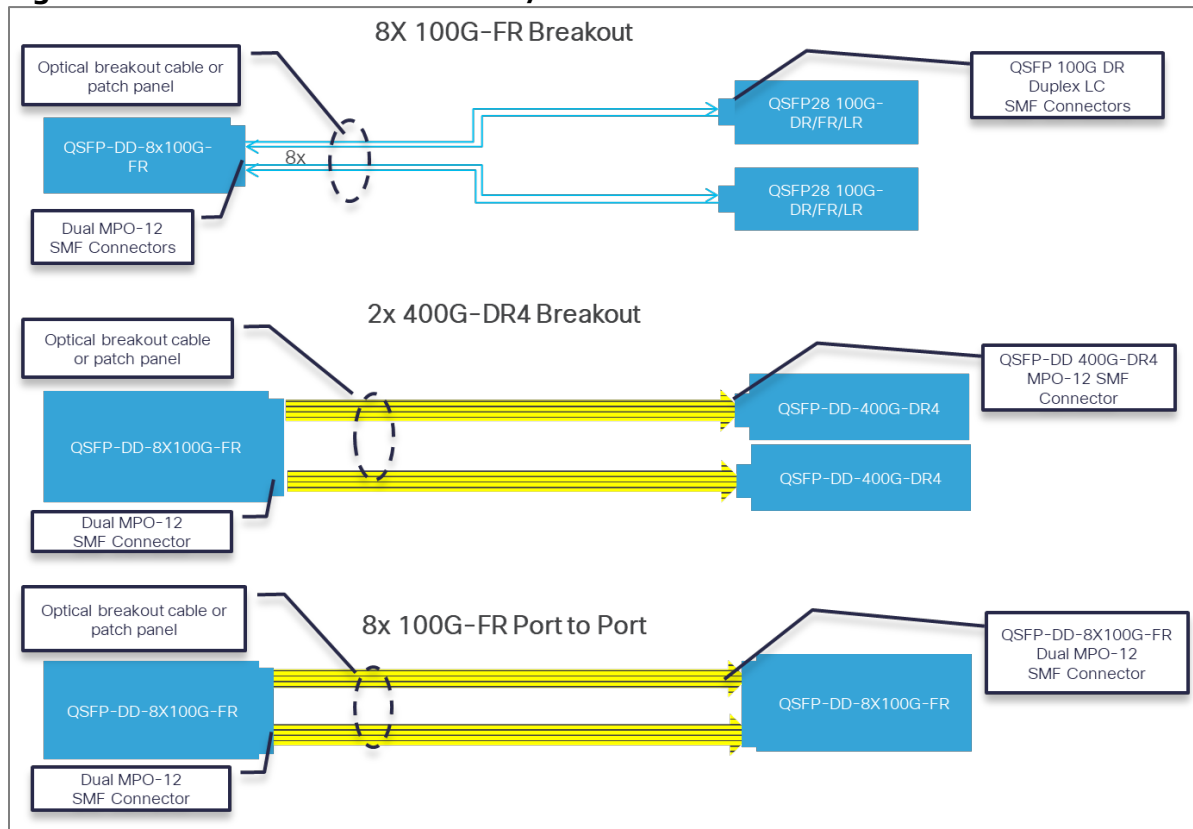 8X 100G-FR Breakout
Optical breakout cable or
patch panel
QSFP 100G DR
Duplex LC
SMF Connectors
QSFP28 100G-
DR/FR/LR
QSFP-DD-8x100G-
FR
8x
QSFP28 100G-
DR/FR/LR
Dual MPO-12
SMF Connectors
2x 400G-DR4 Breakout
Optical breakout cable
or patch panel
QSFP-DD 400G-DR4
MPO-12 SMF
Connector
QSFP-DD-400G-DR4
QSFP-DD-8X100G-FR
QSFP-DD-400G-DR4
Dual MPO-12
SMF Connector
8x 100G-FR Port to Port
Optical breakout cable or
patch panel
QSFP-DD-8X100G-FR
Dual MPO-12
SMF Connector
QSFP-DD-8X100G-FR
QSFP-DD-8X100G-FR
Dual MPO-12
SMF Connector